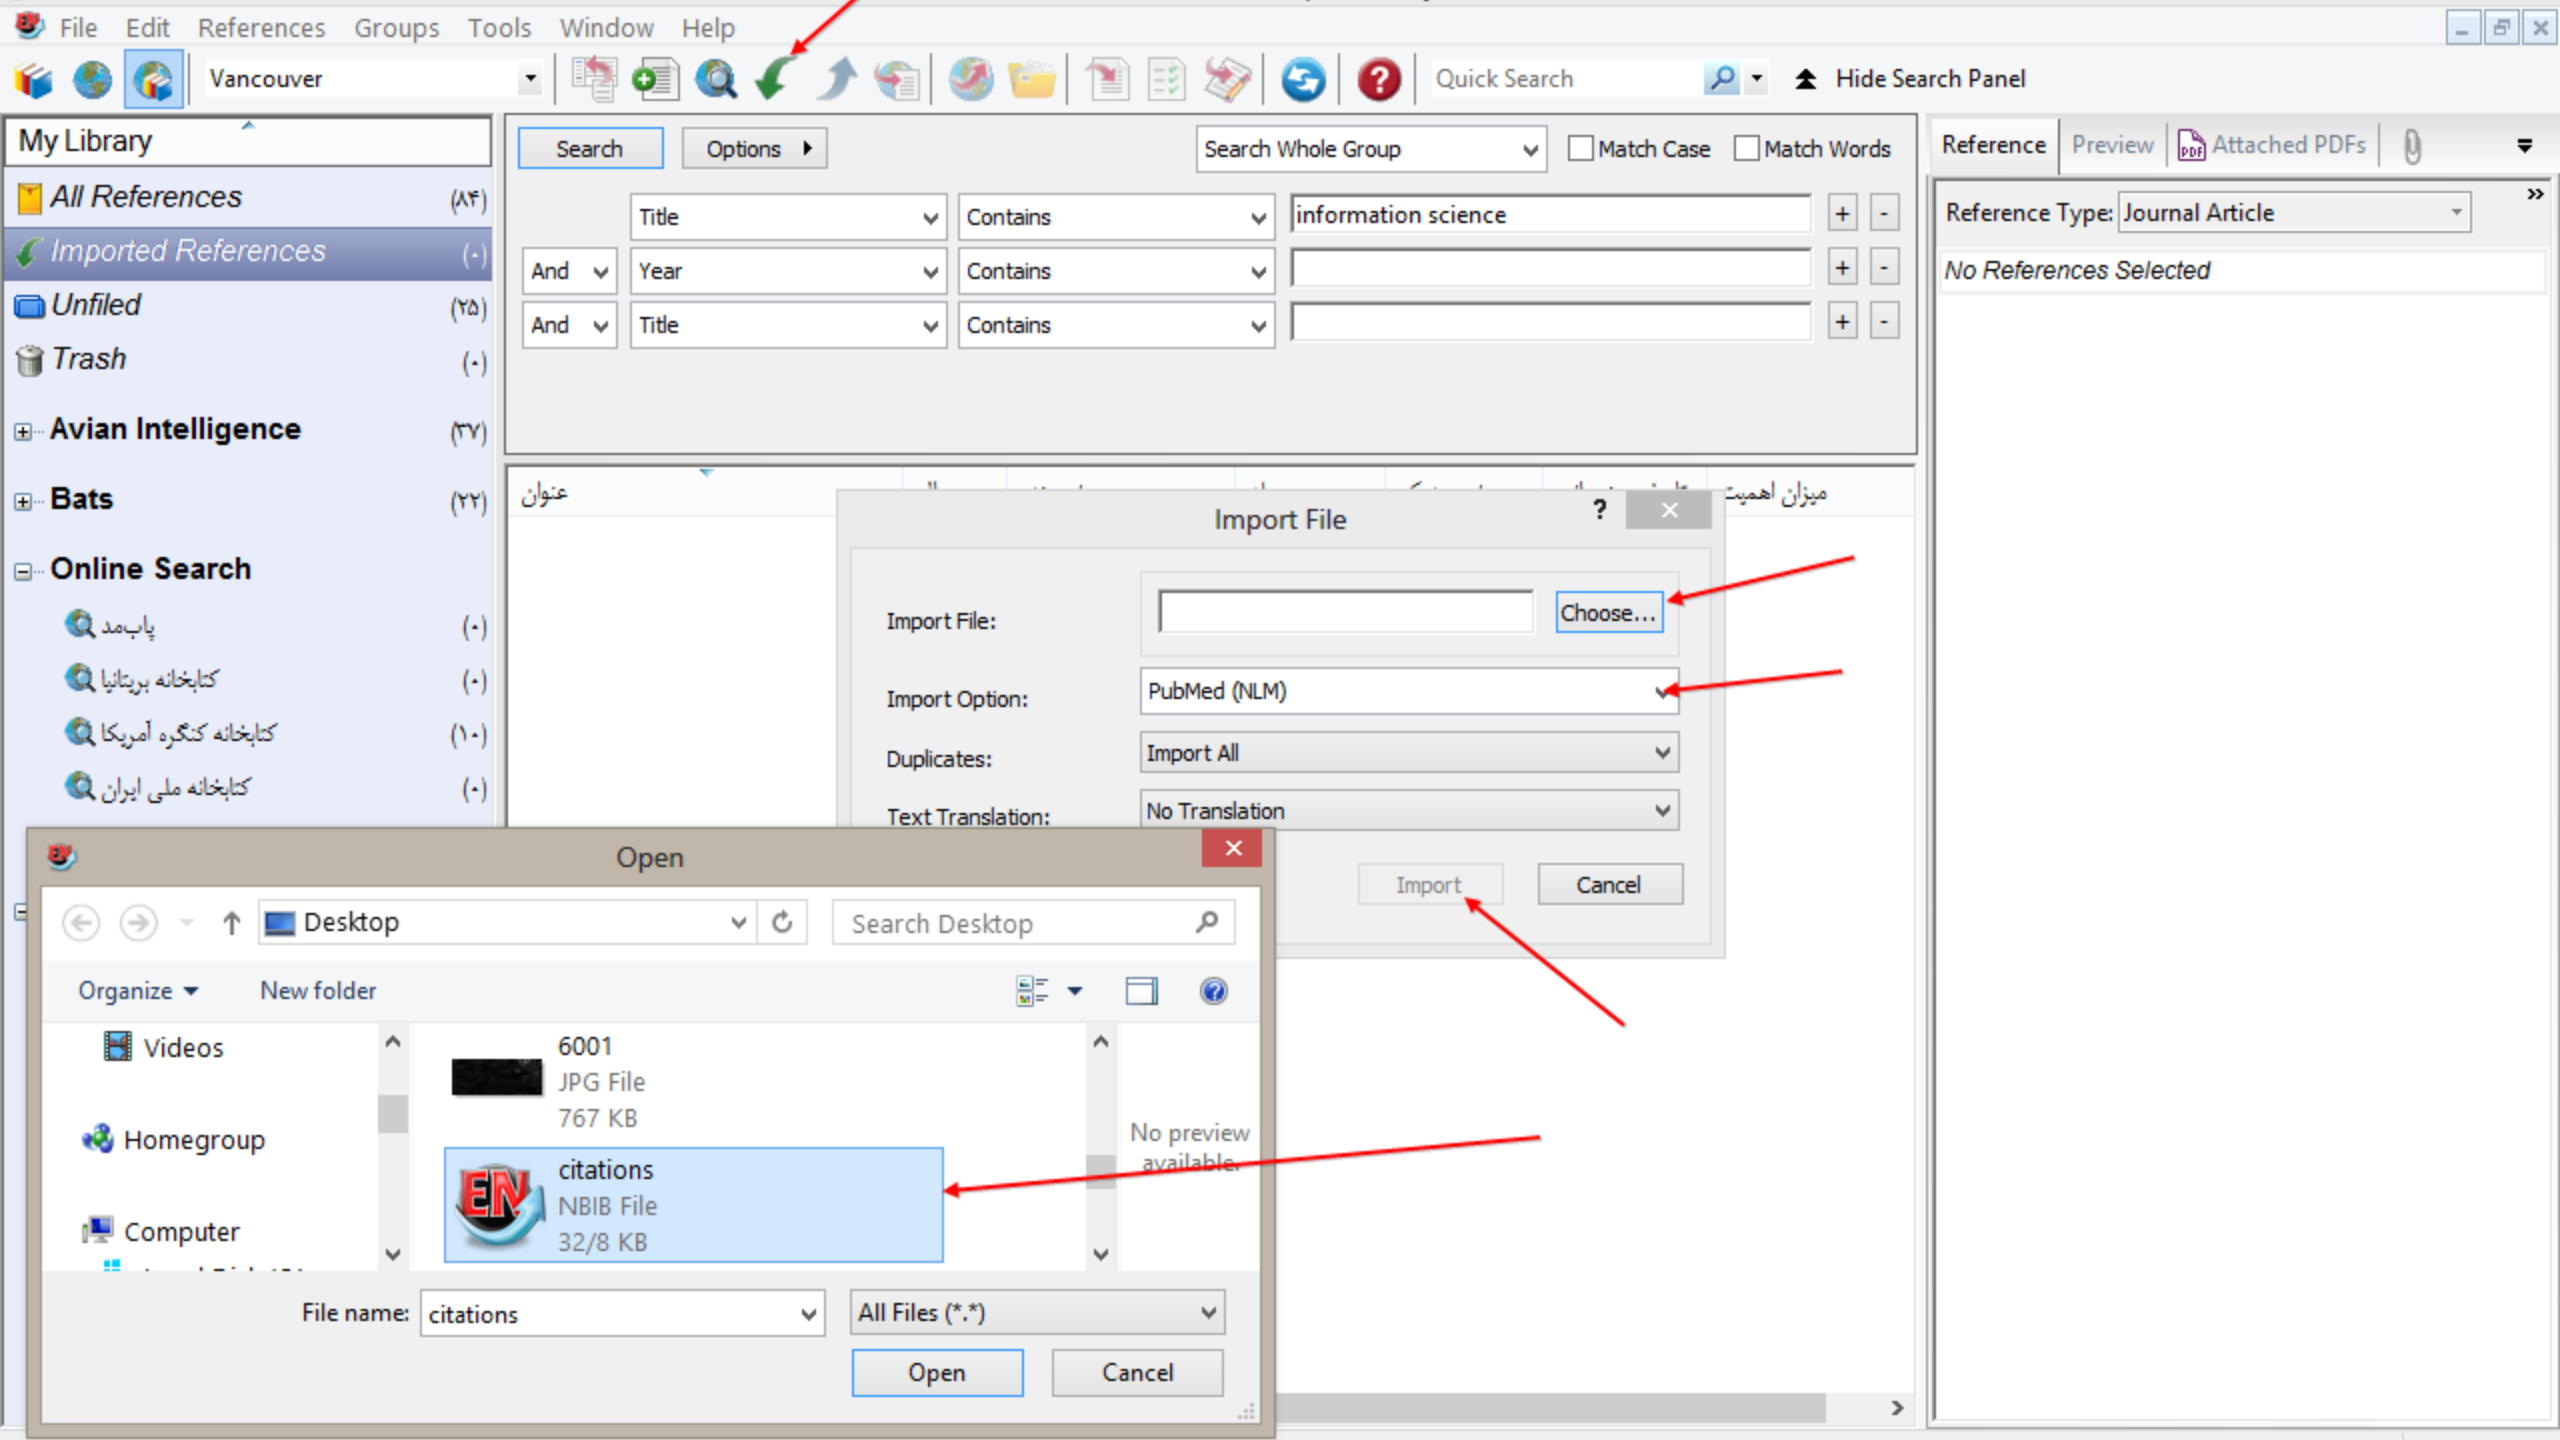 File Edit References Groups Tools Window Help
Vancouver
Quick Search
Hide Search Panel
My Library
All References (۸۴)
Imported References (۰)
Unfiled (۲۵)
Trash (۰)
Avian Intelligence (۳۷)
Bats (۲۲)
Online Search
پاب‌مد (۰)
کتابخانه بریتانیا (۰)
کتابخانه کنگره آمریکا (۱۰)
کتابخانه ملی ایران (۰)
Search Options Search Whole Group Match Case Match Words
Title Contains information science + -
And Year Contains + -
And Title Contains + -
عنوان
میزان اهمیت
Reference Preview Attached PDFs
PDF
Reference Type: Journal Article
No References Selected
Import File
? 
Import File: Choose...
Import Option: PubMed (NLM)
Duplicates: Import All
Text Translation: No Translation
Import Cancel
Open
Desktop Search Desktop
Organize New folder
Videos
Homegroup
Computer
6001
JPG File
767 KB
EN
citations
NBIB File
32/8 KB
No preview
available.
File name: citations All Files (*.*)
Open Cancel